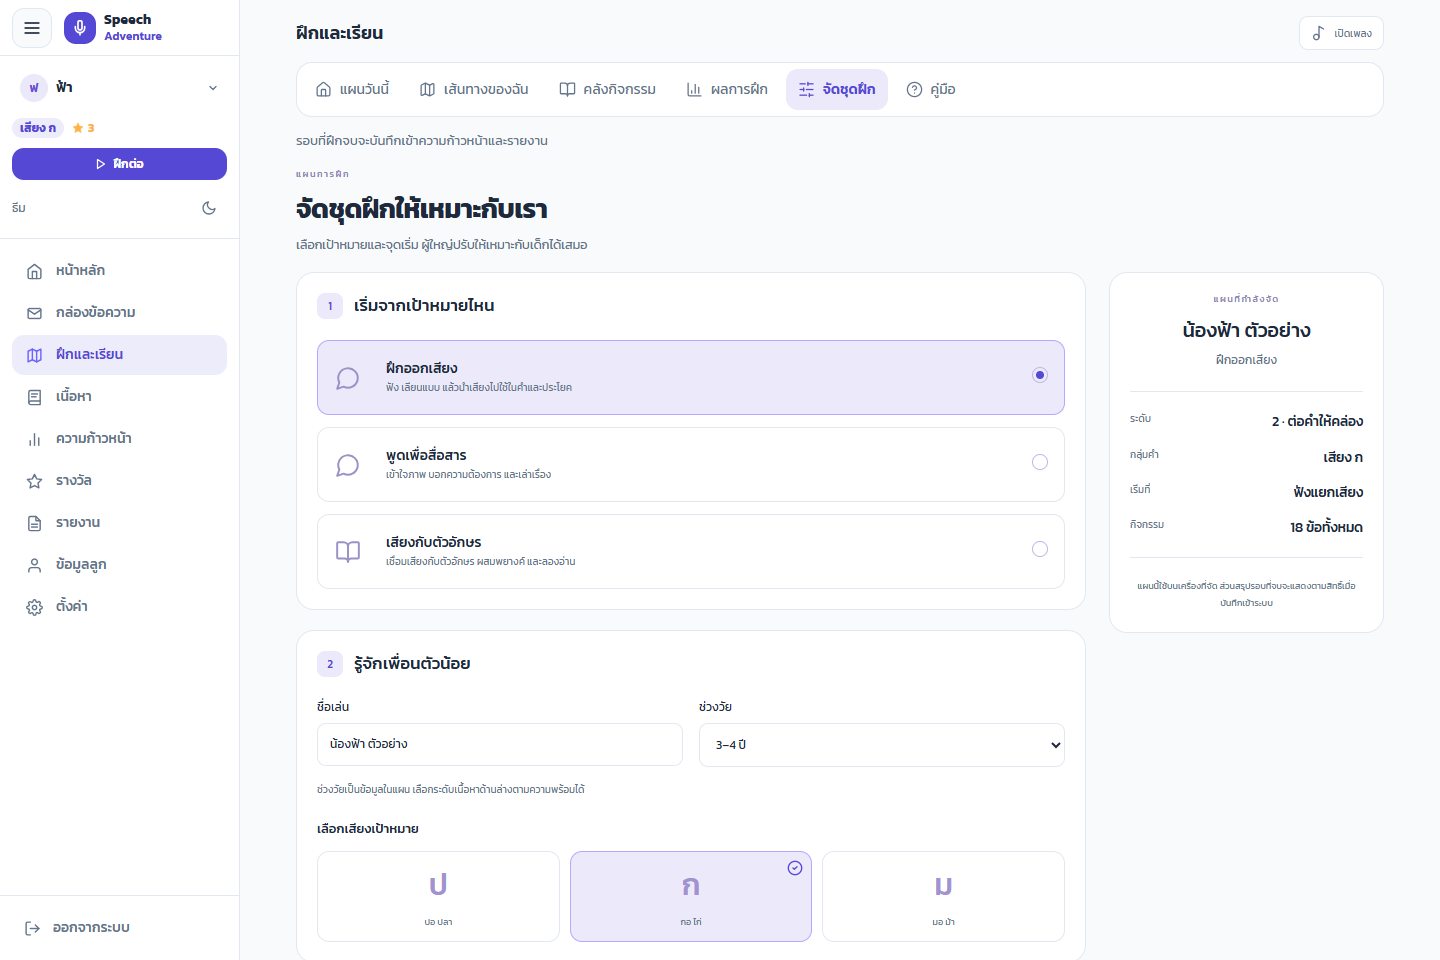 Speech
Adventure
ฟ ฟ้า
เสียง ก 3
ฝึกต่อ
ธีม
หน้าหลัก
กล่องข้อความ
ฝึกและเรียน
เนื้อหา
ความก้าวหน้า
รางวัล
รายงาน
ข้อมูลลูก
ตั้งค่า
ออกจากระบบ
ฝึกและเรียน
เปิดเพลง
แผนวันนี้ เส้นทางของฉัน คลังกิจกรรม ผลการฝึก จัดชุดฝึก คู่มือ
รอบที่ฝึกจบจะบันทึกเข้าความก้าวหน้าและรายงาน
แผนการฝึก
จัดชุดฝึกให้เหมาะกับเรา
เลือกเป้าหมายและจุดเริ่ม ผู้ใหญ่ปรับให้เหมาะกับเด็กได้เสมอ
1 เริ่มจากเป้าหมายไหน
ฝึกออกเสียง
ฟัง เลียนแบบ แล้วนำเสียงไปใช้ในคำและประโยค
พูดเพื่อสื่อสาร
เข้าใจภาพ บอกความต้องการ และเล่าเรื่อง
เสียงกับตัวอักษร
เชื่อมเสียงกับตัวอักษร ผสมพยางค์ และลองอ่าน
2 รู้จักเพื่อนตัวน้อย
ชื่อเล่น ช่วงวัย
น้องฟ้า ตัวอย่าง 3–4 ปี
ช่วงวัยเป็นข้อมูลในแผน เลือกระดับเนื้อหาด้านล่างตามความพร้อมได้
เลือกเสียงเป้าหมาย
ป ก ม
ปอ ปลา กอ ไก่ มอ ม้า
แผนที่กำลังจัด
น้องฟ้า ตัวอย่าง
ฝึกออกเสียง
ระดับ 2 · ต่อคำให้คล่อง
กลุ่มคำ เสียง ก
เริ่มที่ ฟังแยกเสียง
กิจกรรม 18 ข้อทั้งหมด
แผนนี้ใช้บนเครื่องที่จัด ส่วนสรุปรอบที่จบจะแสดงตามสิทธิ์เมื่อ
บันทึกเข้าระบบ